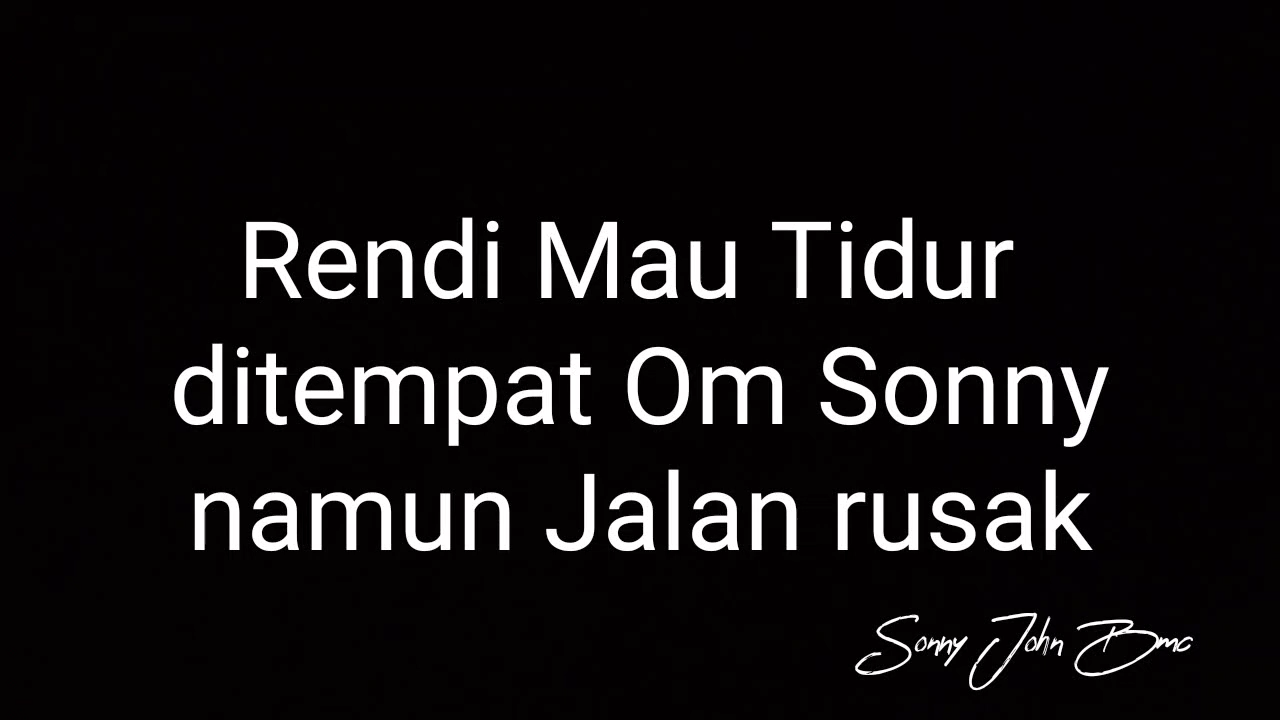 Rendi Mau Tidur
ditempat Om Sonny
namun Jalan rusak
Sonny John Bmc